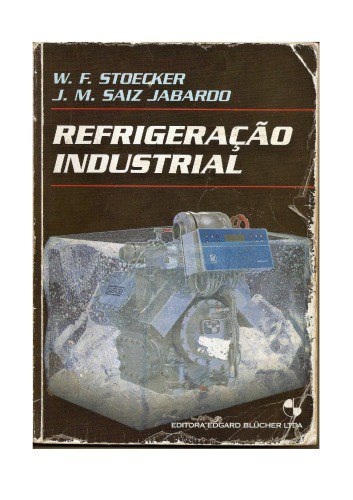 W. F. STOECKER
J. M. SAIZ JABARDO
REFRIGERAÇÃO
INDUSTRIAL
EDITORA EDGARD BLÜCHER LTDA